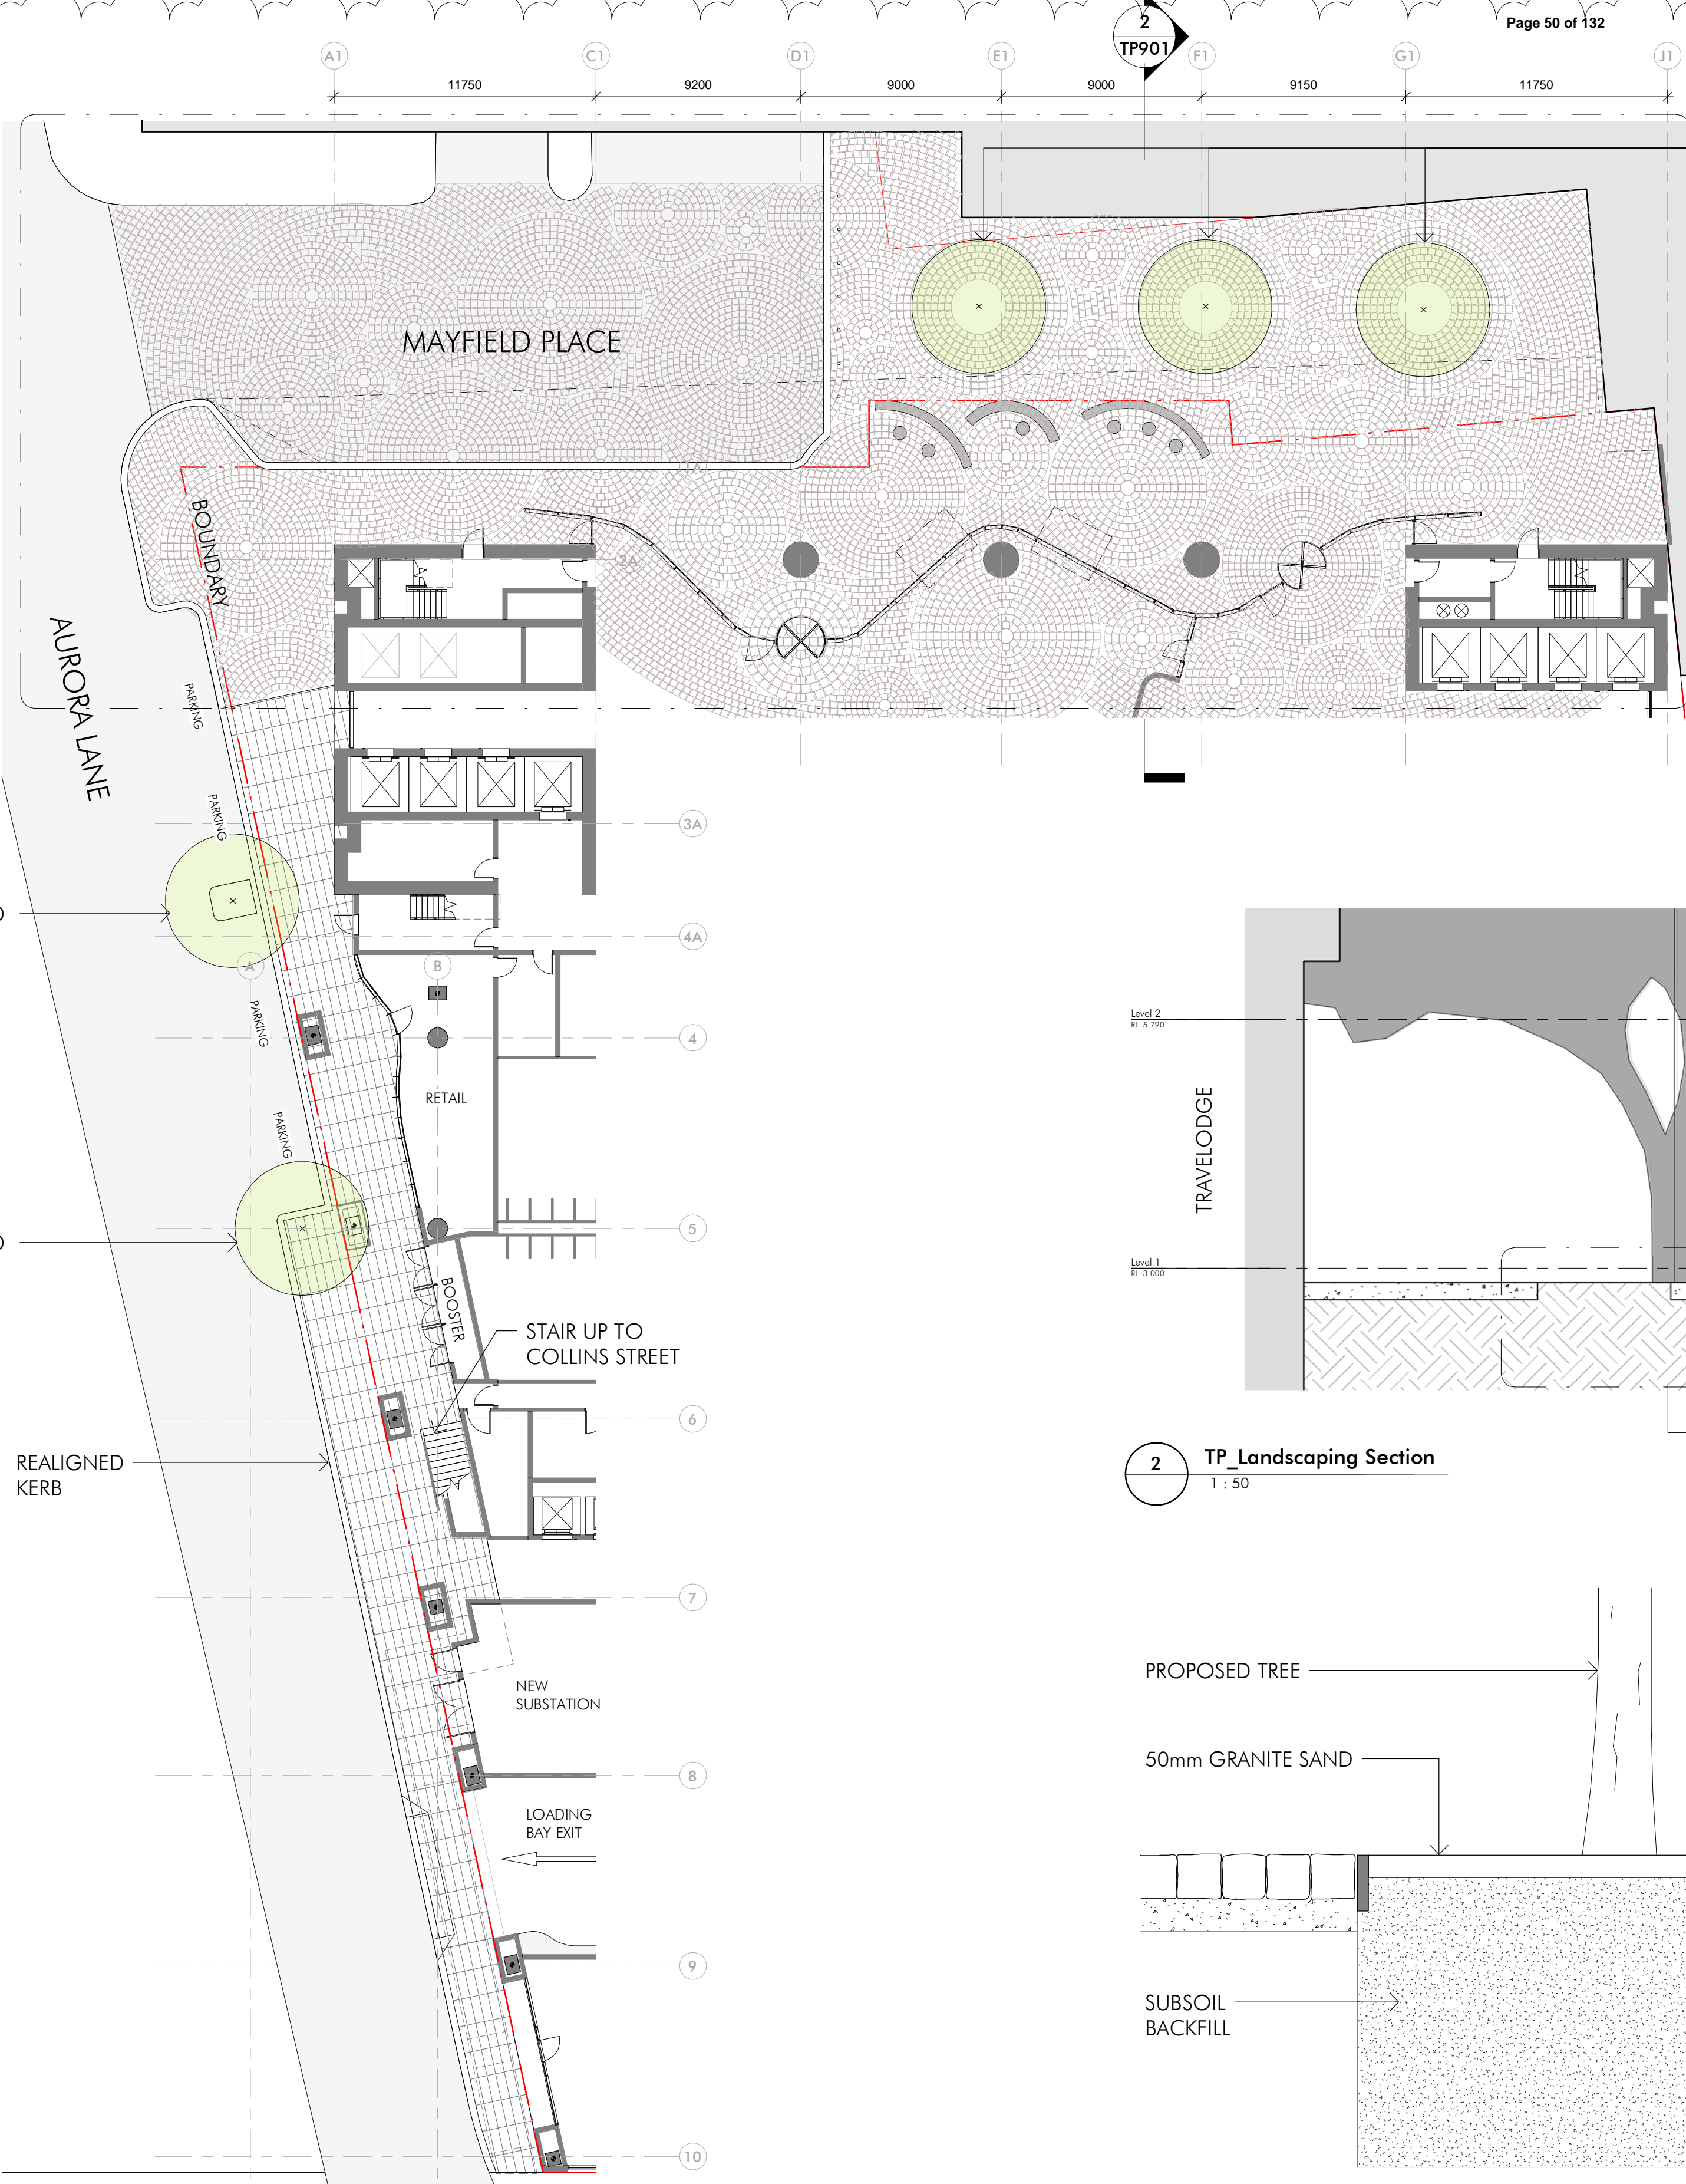 Page 50 of 132
2
TP901
A1
C1
D1
E1
F1
G1
J1
11750
9200
9000
9000
9150
11750
MAYFIELD PLACE
1A
BOUNDARY
2A
AURORA LANE
PARKING
PARKING
3A
4A
A
B
PARKING
4
RETAIL
PARKING
5
BOOSTER
STAIR UP TO
COLLINS STREET
6
REALIGNED
KERB
7
NEW
SUBSTATION
8
LOADING
BAY EXIT
9
10
Level 2
RL 5.790
TRAVELODGE
Level 1
RL 3.000
2
TP_Landscaping Section
1 : 50
PROPOSED TREE
50mm GRANITE SAND
SUBSOIL
BACKFILL